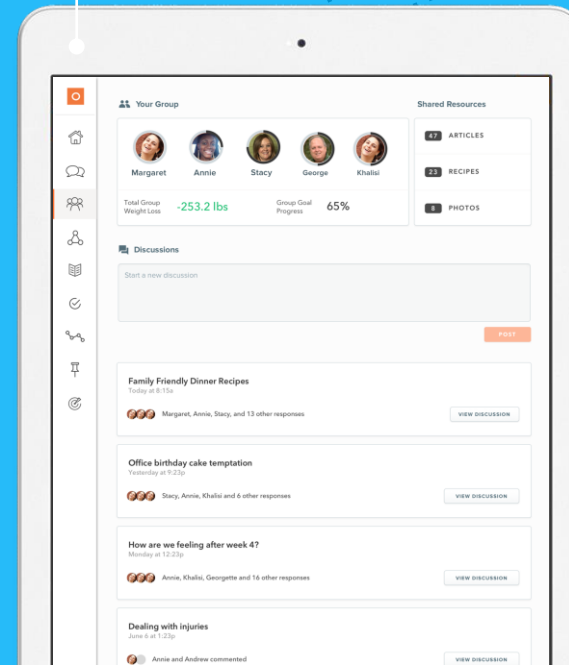 Your Group
Shared Resources
Margaret
Annie
Stacy
George
Khalisi
Total Group
Weight Loss
-253.2 lbs
Group Goal
Progress
65%
47 ARTICLES
23 RECIPES
8 PHOTOS
Discussions
Start a new discussion
POST
Family Friendly Dinner Recipes
Today at 8:15a
Margaret, Annie, Stacy, and 13 other responses
VIEW DISCUSSION
Office birthday cake temptation
Yesterday at 9:23p
Stacy, Annie, Khalisi and 6 other responses
VIEW DISCUSSION
How are we feeling after week 4?
Monday at 12:23p
Annie, Khalisi, Georgette and 16 other responses
VIEW DISCUSSION
Dealing with injuries
June 6 at 1:23p
Annie and Andrew commented
VIEW DISCUSSION